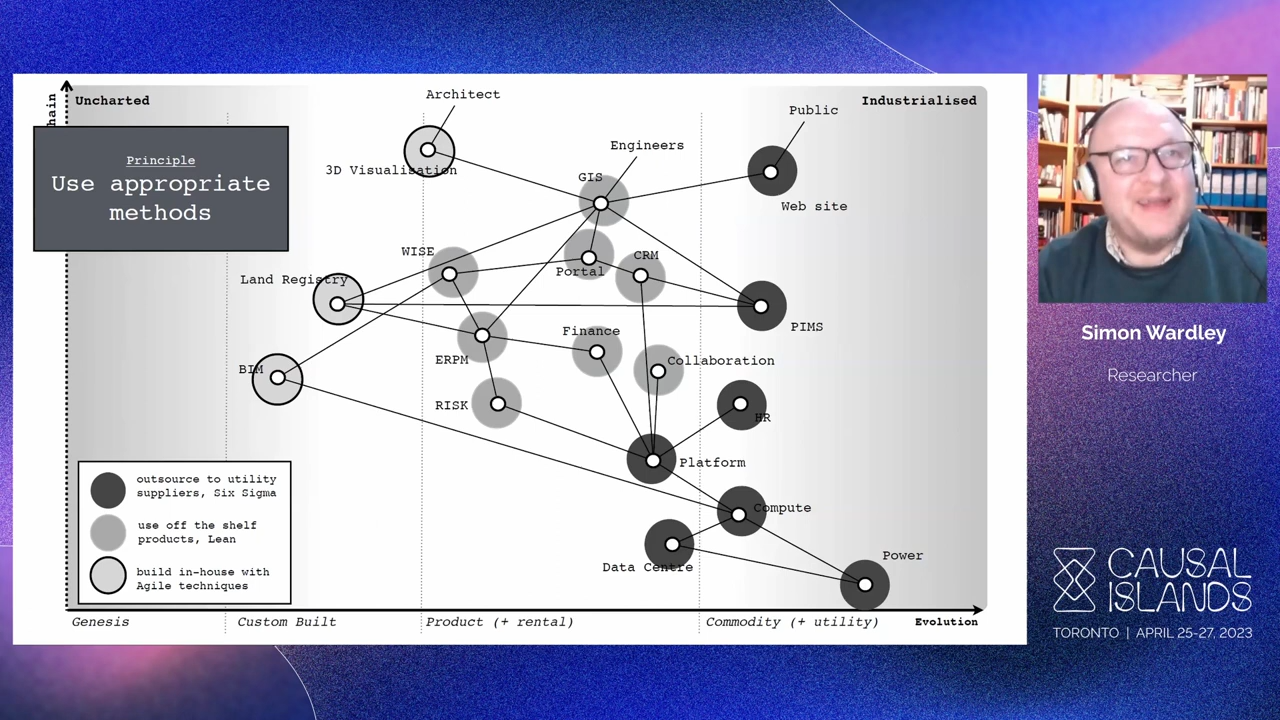 Uncharted
Industrialised
hain
Principle
Use appropriate
methods
Architect
3D Visualisation
Engineers
GIS
Public
Web site
WISE
Portal
CRM
Land Registry
PIMS
ERPM
Finance
Collaboration
BIM
RISK
HR
Platform
Compute
Data Centre
Power
outsource to utility
suppliers, Six Sigma
use off the shelf
products, Lean
build in-house with
Agile techniques
Genesis
Custom Built
Product (+ rental)
Commodity (+ utility)
Evolution
Simon Wardley
Researcher
CAUSAL
ISLANDS
TORONTO | APRIL 25-27, 2023